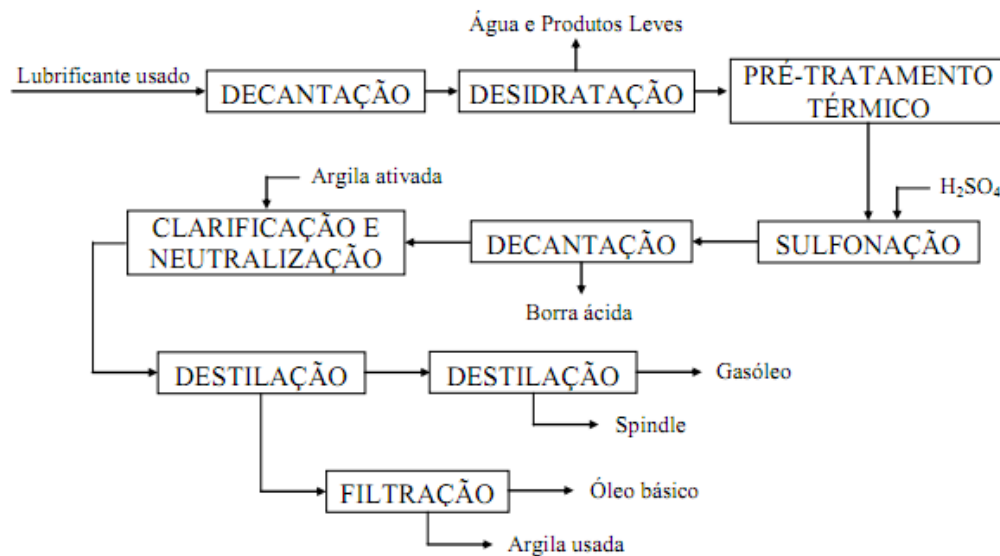 Água e Produtos Leves
Lubrificante usado
DECANTAÇÃO
DESIDRATAÇÃO
PRÉ-TRATAMENTO
TÉRMICO
Argila ativada
H₂SO₄
CLARIFICAÇÃO E
NEUTRALIZAÇÃO
DECANTAÇÃO
SULFONAÇÃO
Borra ácida
DESTILAÇÃO
DESTILAÇÃO
Gasóleo
Spindle
FILTRAÇÃO
Óleo básico
Argila usada